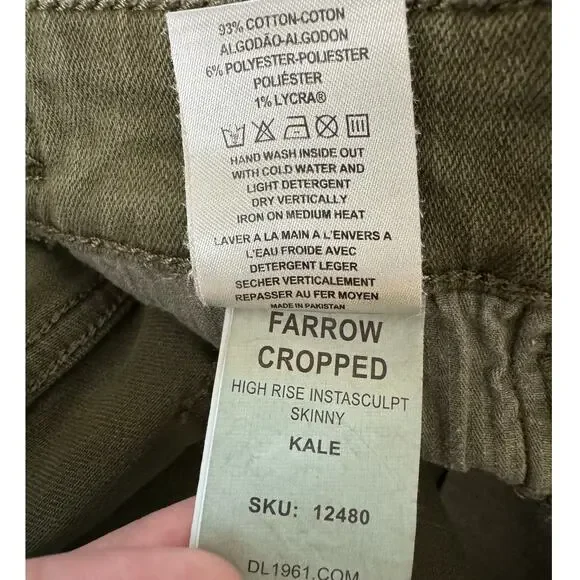 93% COTTON-COTON
ALGODÃO-ALGODON
6% POLYESTER-POLIESTER
POLIÉSTER
1% LYCRA®
HAND WASH INSIDE OUT
WITH COLD WATER AND
LIGHT DETERGENT
DRY VERTICALLY
IRON ON MEDIUM HEAT
LAVER A LA MAIN A L'ENVERS A
L'EAU FROIDE AVEC
DETERGENT LEGER
SECHER VERTICALEMENT
REPASSER AU FER MOYEN
MADE IN PAKISTAN
FARROW
CROPPED
HIGH RISE INSTASCULPT
SKINNY
KALE
SKU: 12480
DL1961.COM